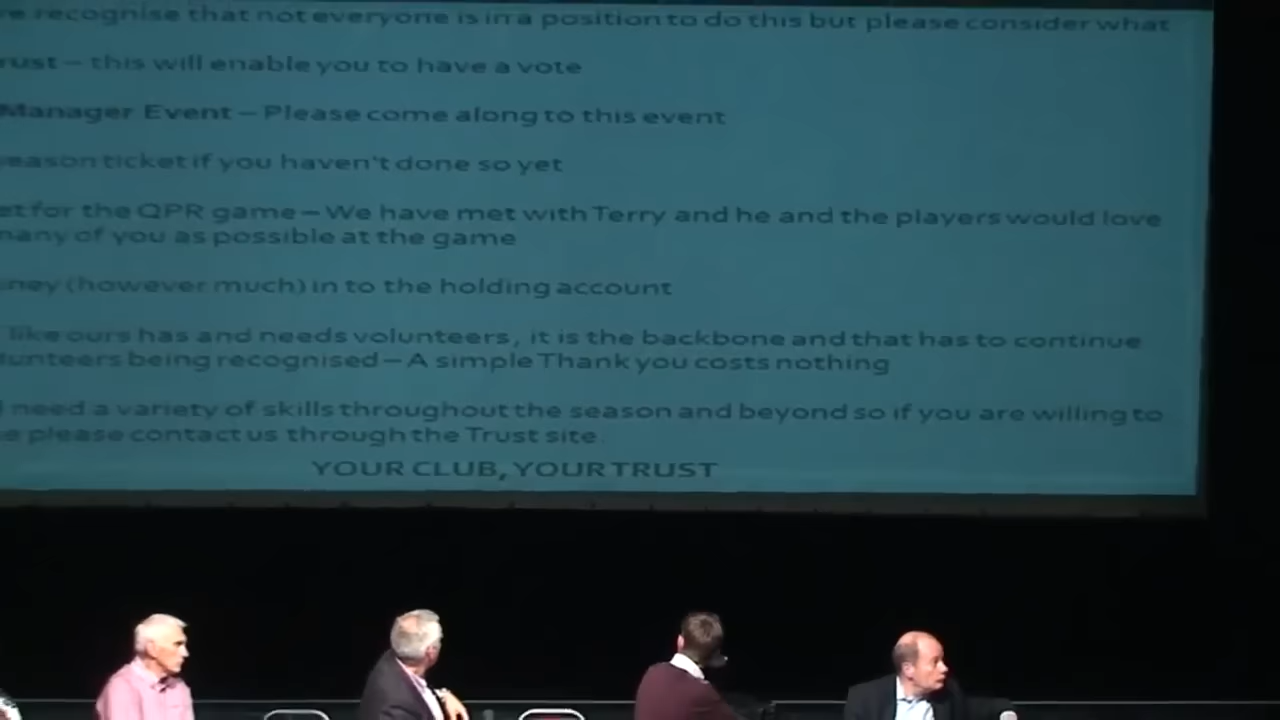 recognise that not everyone is in a position to do this but please consider what
– this will enable you to have a vote
Manager Event – Please come along to this event
ticket if you haven't done so yet
for the QPR game – We have met with Terry and he and the players would love
many of you as possible at the game
(however much) in to the holding account
like ours has and needs volunteers, it is the backbone and that has to continue
being recognised – A simple Thank you costs nothing
need a variety of skills throughout the season and beyond so if you are willing to
please contact us through the Trust site.
YOUR CLUB, YOUR TRUST